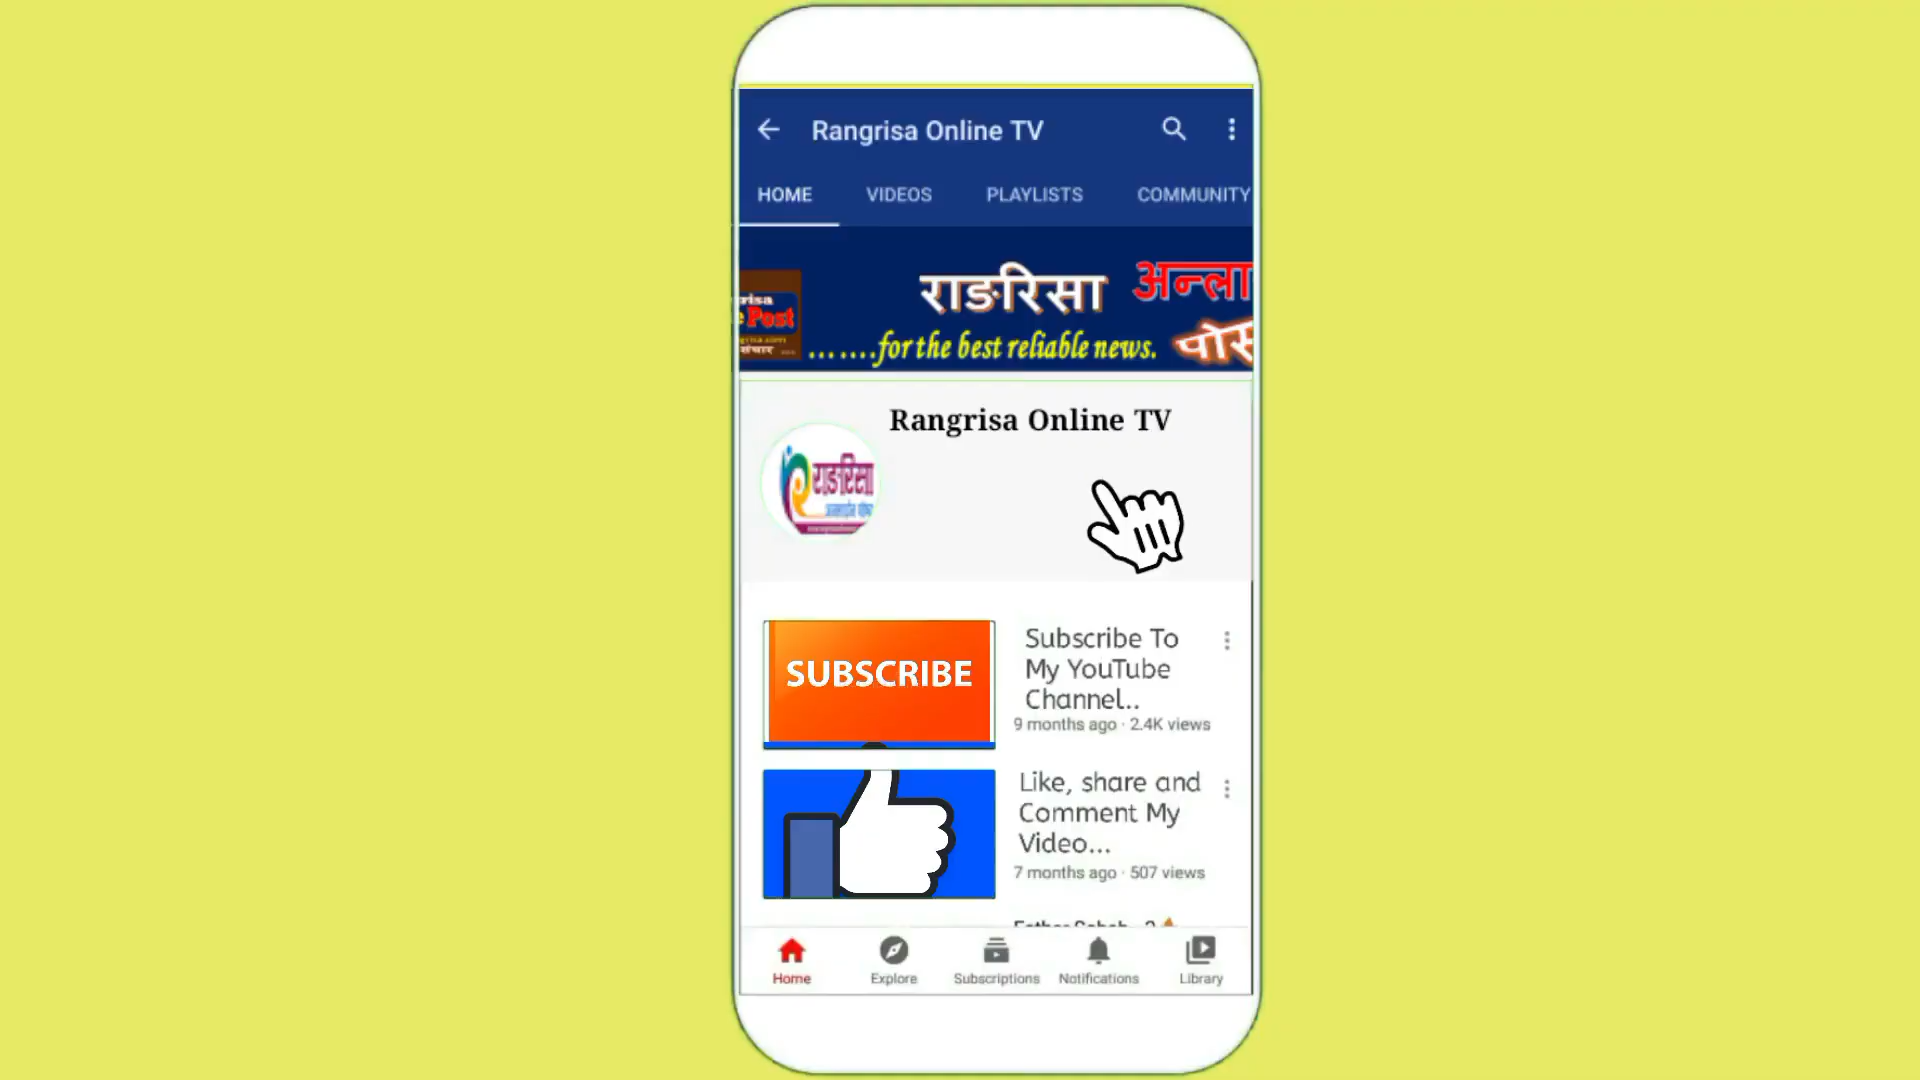 Rangrisa Online TV
HOME VIDEOS PLAYLISTS COMMUNITY
राङरिसा
Post
.......for the best reliable news.
Rangrisa Online TV
राङरिसा
SUBSCRIBE
Subscribe To
My YouTube
Channel..
9 months ago · 2.4K views
Like, share and
Comment My
Video...
7 months ago · 507 views
Home Explore Subscriptions Notifications Library